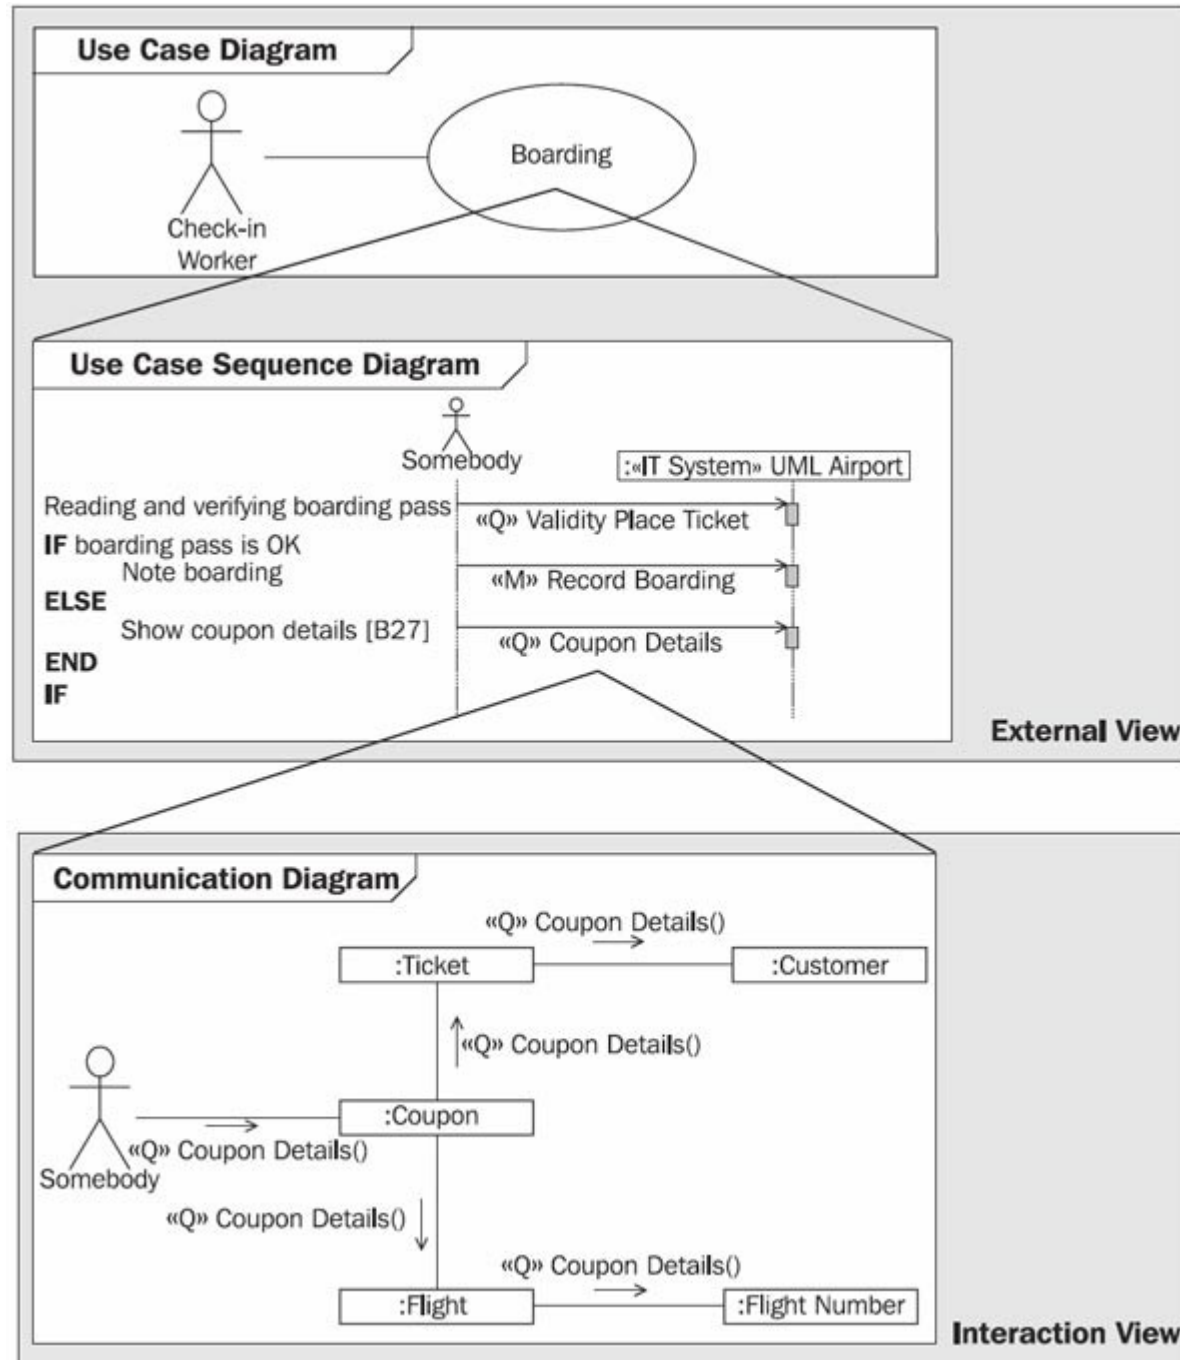 Use Case Diagram
Boarding
Check-in
Worker
Use Case Sequence Diagram
Somebody
:«IT System» UML Airport
Reading and verifying boarding pass
«Q» Validity Place Ticket
IF boarding pass is OK
Note boarding
«M» Record Boarding
ELSE
Show coupon details [B27]
«Q» Coupon Details
END
IF
External View
Communication Diagram
«Q» Coupon Details()
:Ticket
:Customer
«Q» Coupon Details()
:Coupon
«Q» Coupon Details()
Somebody
«Q» Coupon Details()
«Q» Coupon Details()
:Flight
:Flight Number
Interaction View